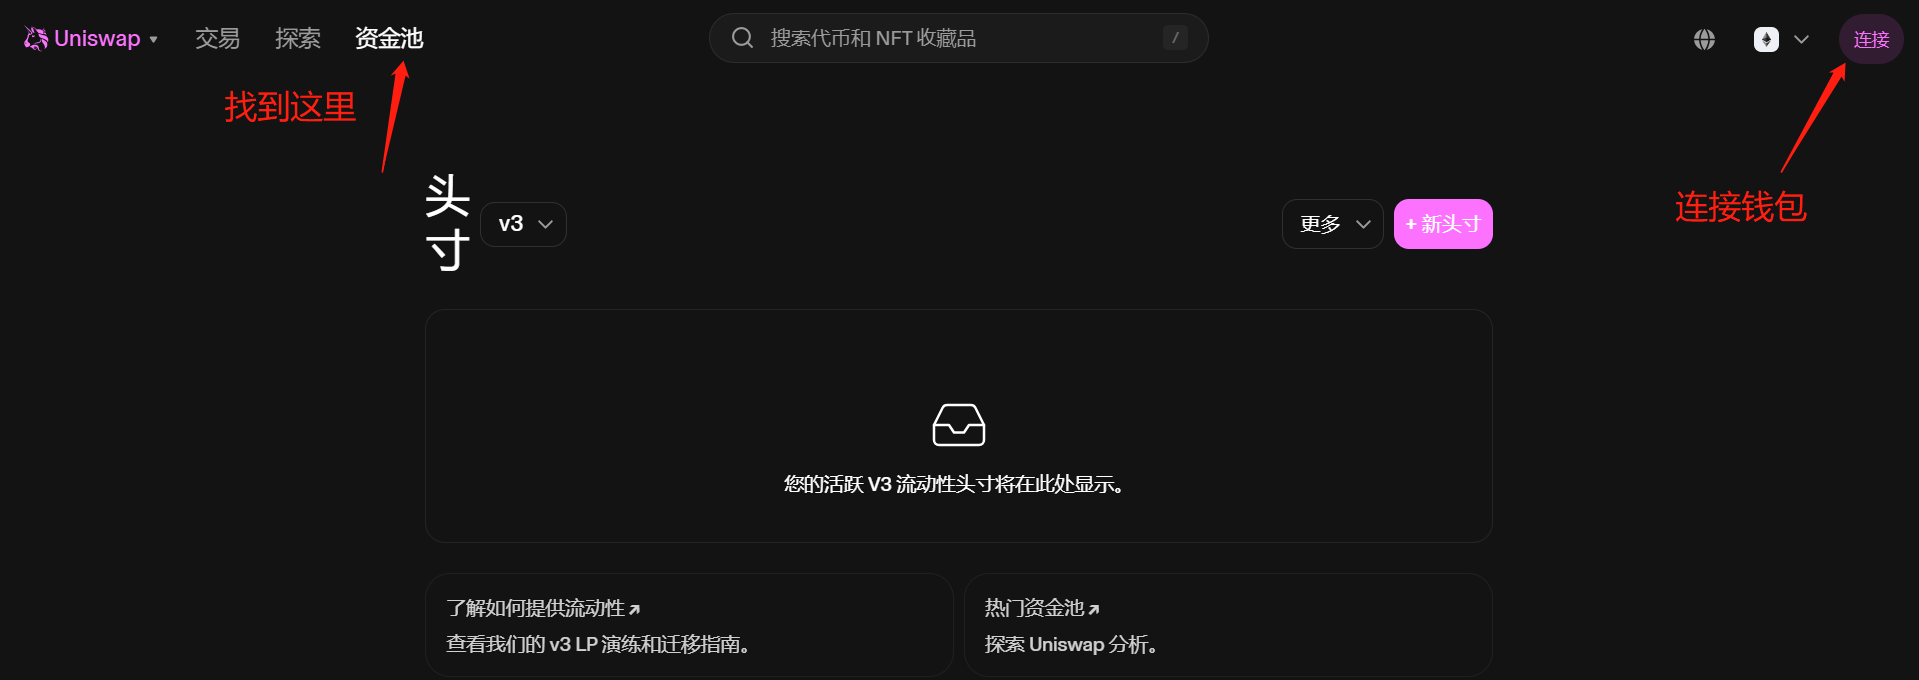 Uniswap 交易 探索 资金池 搜索代币和 NFT 收藏品 / 连接
找到这里
连接钱包
头寸 v3 更多 + 新头寸
您的活跃 V3 流动性头寸将在此处显示。
了解如何提供流动性↗
查看我们的 v3 LP 演练和迁移指南。
热门资金池↗
探索 Uniswap 分析。